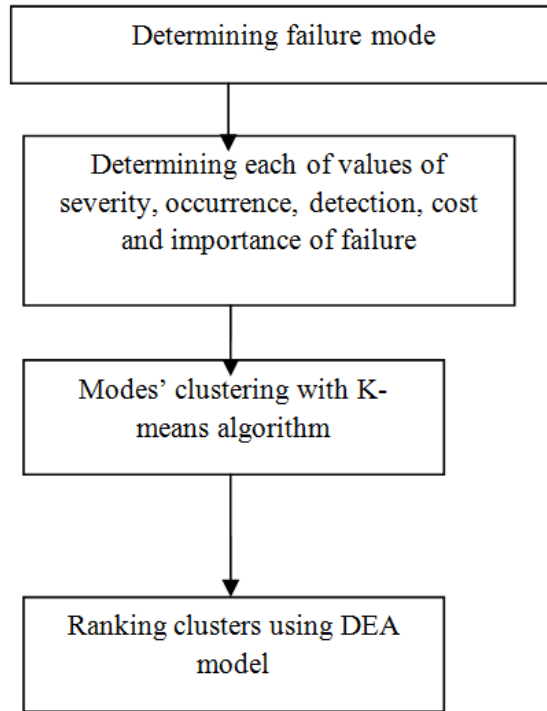 Determining failure mode
Determining each of values of
severity, occurrence, detection, cost
and importance of failure
Modes’ clustering with K-
means algorithm
Ranking clusters using DEA
model